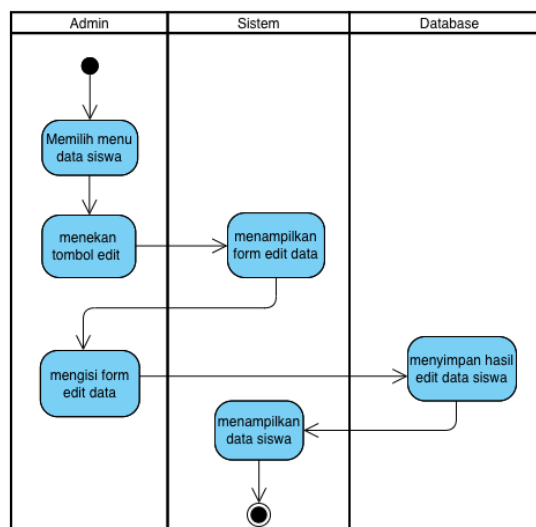 Admin
Sistem
Database
Memilih menu
data siswa
menekan
tombol edit
menampilkan
form edit data
mengisi form
edit data
menyimpan hasil
edit data siswa
menampilkan
data siswa